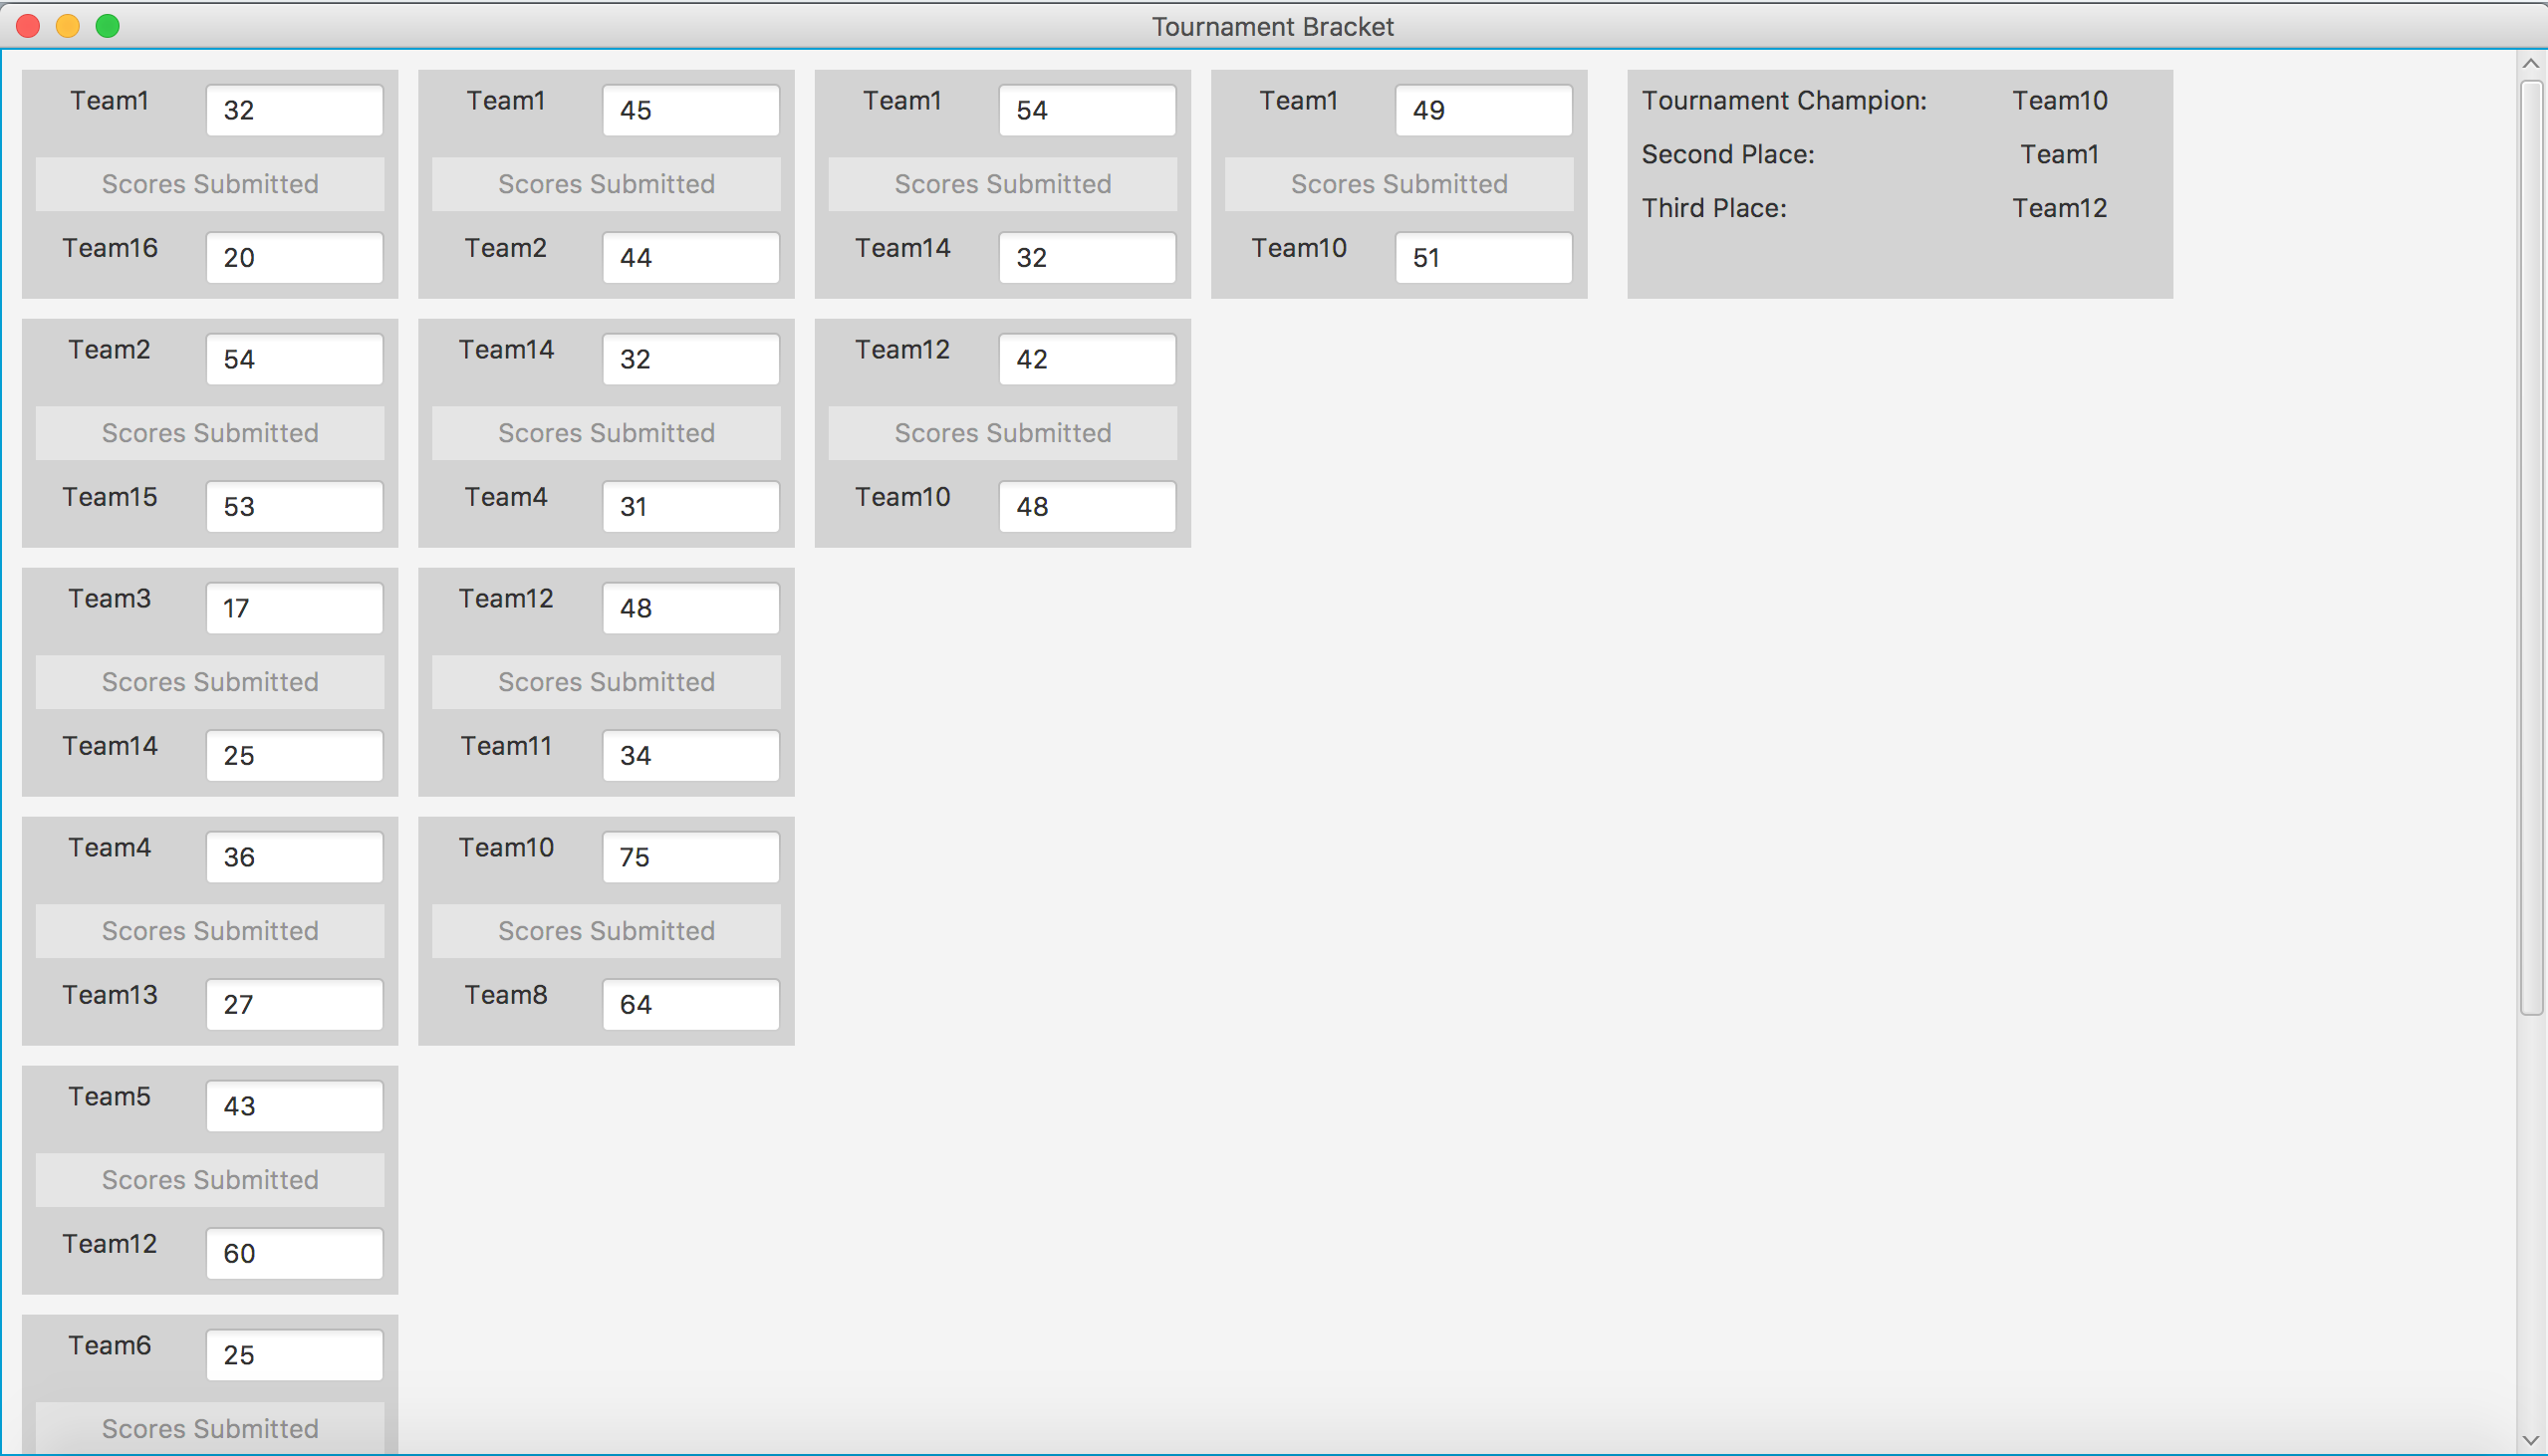 Tournament Bracket
Team1 32
Scores Submitted
Team16 20
Team2 54
Scores Submitted
Team15 53
Team3 17
Scores Submitted
Team14 25
Team4 36
Scores Submitted
Team13 27
Team5 43
Scores Submitted
Team12 60
Team6 25
Scores Submitted
Team1 45
Scores Submitted
Team2 44
Team14 32
Scores Submitted
Team4 31
Team12 48
Scores Submitted
Team11 34
Team10 75
Scores Submitted
Team8 64
Team1 54
Scores Submitted
Team14 32
Team12 42
Scores Submitted
Team10 48
Team1 49
Scores Submitted
Team10 51
Tournament Champion: Team10
Second Place: Team1
Third Place: Team12